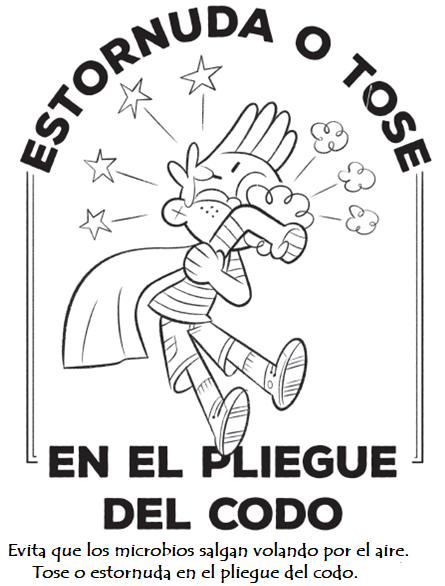 ESTORNUDA O TOSE
EN EL PLIEGUE
DEL CODO
Evita que los microbios salgan volando por el aire.
Tose o estornuda en el pliegue del codo.